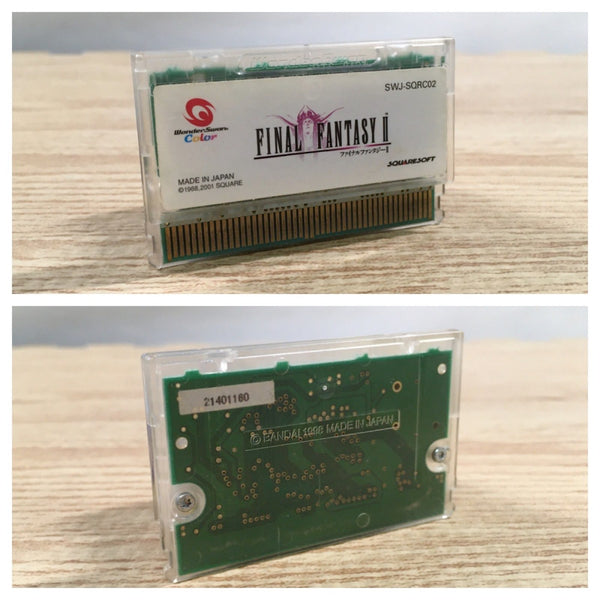 SWJ-SQRC02
WonderSwan
Color
FINAL FANTASY II
ファイナルファンタジーII
MADE IN JAPAN
©1988,2001 SQUARE
SQUARESOFT
21401160
© BANDAI 1998 MADE IN JAPAN